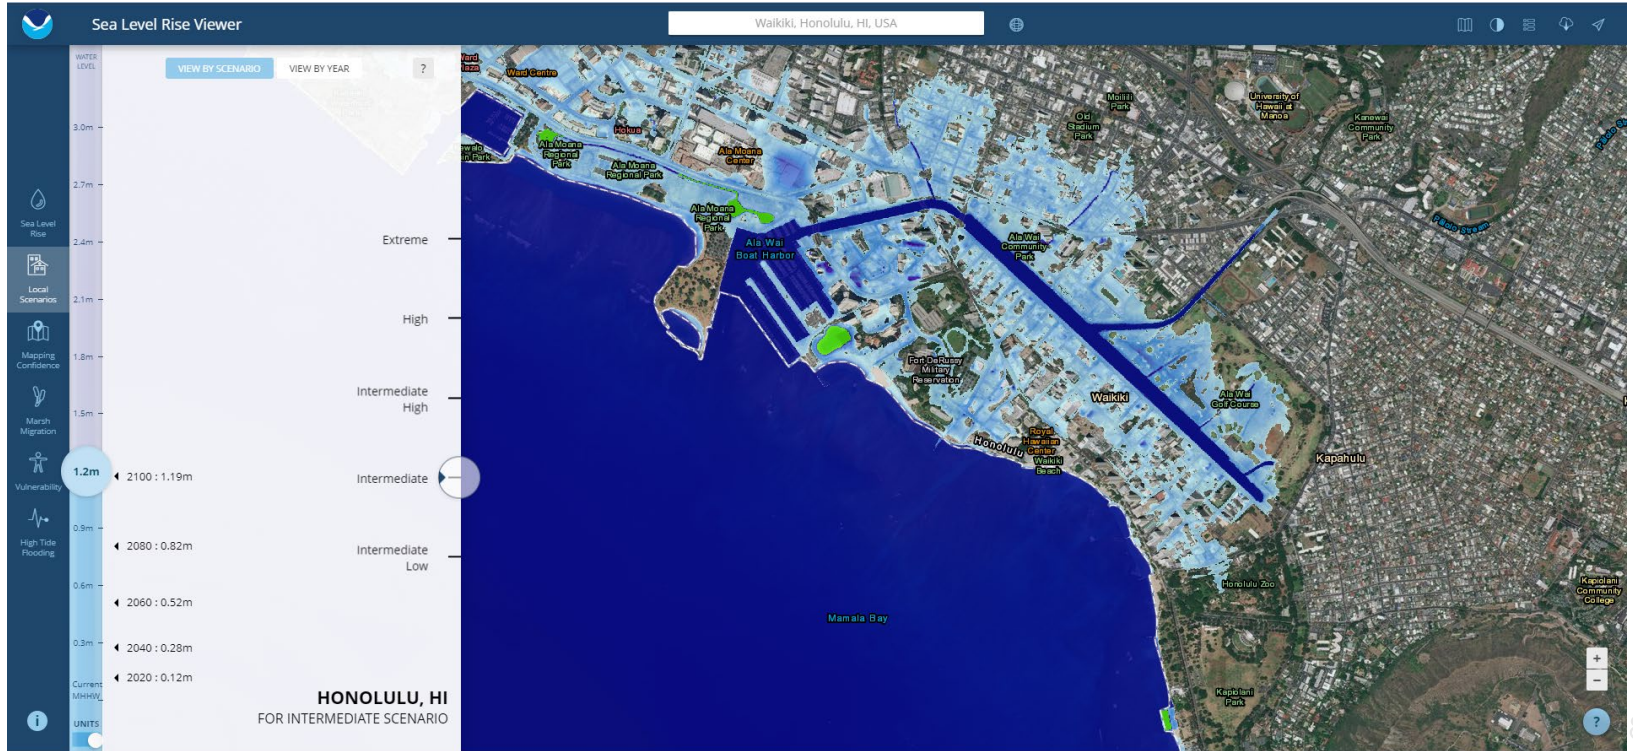 Sea Level Rise Viewer
Waikiki, Honolulu, HI, USA
WATER
LEVEL
VIEW BY SCENARIO
VIEW BY YEAR
?
3.0m
2.7m
2.4m
2.1m
1.8m
1.5m
1.2m
0.9m
0.6m
0.3m
Current
MHHW
UNITS
Sea Level
Rise
Local
Scenarios
Mapping
Confidence
Marsh
Migration
Vulnerability
High Tide
Flooding
i
Extreme
High
Intermediate
High
Intermediate
Intermediate
Low
2100 : 1.19m
2080 : 0.82m
2060 : 0.52m
2040 : 0.28m
2020 : 0.12m
HONOLULU, HI
FOR INTERMEDIATE SCENARIO
Ward
Ward Centre
Hokua
Ala Moana
Regional
Park
Ala Moana
Regional Park
Ala Moana
Center
Ala Moana
Regional
Park
Ala Wai
Boat Harbor
Moiliili
Park
Old
Stadium
Park
University of
Hawaii at
Manoa
Kanewai
Community
Park
Palolo Stream
Ala Wai
Community
Park
Fort DeRussy
Military
Reservation
Waikiki
Ala Wai
Golf Course
Honolulu
Royal
Hawaiian
Center
Waikiki
Beach
Kapahulu
Honolulu Zoo
Kapiolani
Community
College
Mamala Bay
Kapiolani
Park
+
−
?